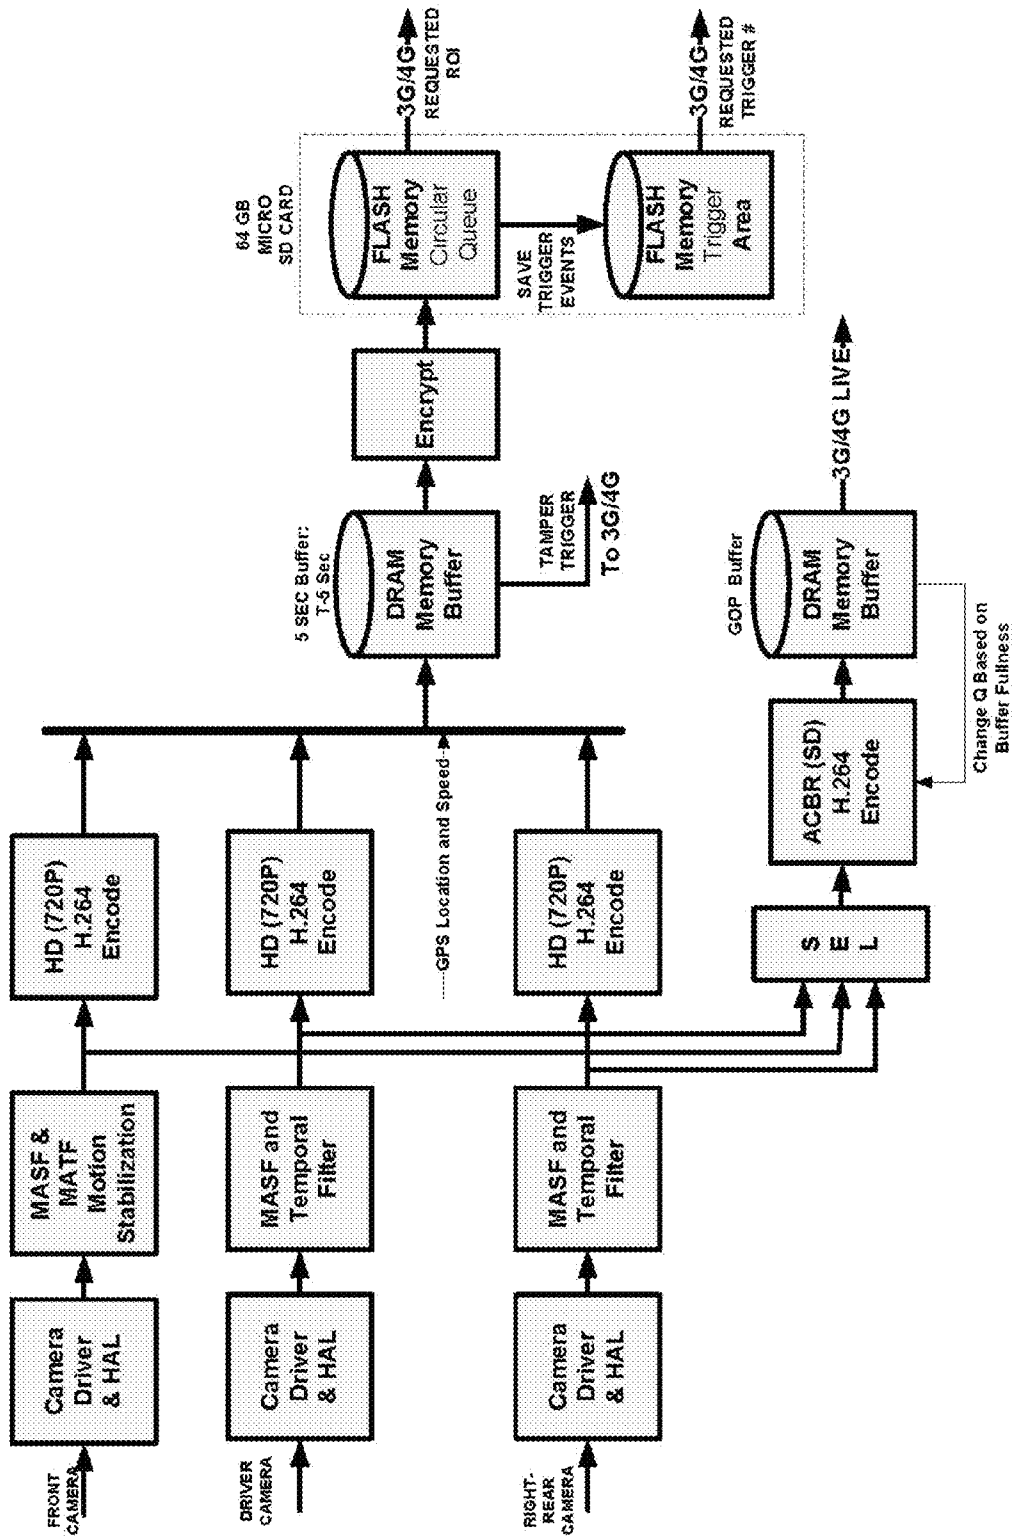 FRONT
CAMERA
Camera
Driver
& HAL
MASF &
MATF
Motion
Stabilization
HD (720P)
H.264
Encode
DRIVER
CAMERA
Camera
Driver
& HAL
MASF and
Temporal
Filter
HD (720P)
H.264
Encode
GPS Location and Speed
RIGHT-
REAR
CAMERA
Camera
Driver
& HAL
MASF and
Temporal
Filter
HD (720P)
H.264
Encode
5 SEC Buffer:
T-5 Sec
DRAM
Memory
Buffer
TAMPER
TRIGGER
To 3G/4G
Encrypt
64 GB
MICRO
SD CARD
FLASH
Memory
Circular
Queue
3G/4G
REQUESTED
ROI
SAVE
TRIGGER
EVENTS
FLASH
Memory
Trigger
Area
3G/4G
REQUESTED
TRIGGER #
S
E
L
ACBR (SD)
H.264
Encode
GOP Buffer
DRAM
Memory
Buffer
3G/4G LIVE
Change Q Based on
Buffer Fullness